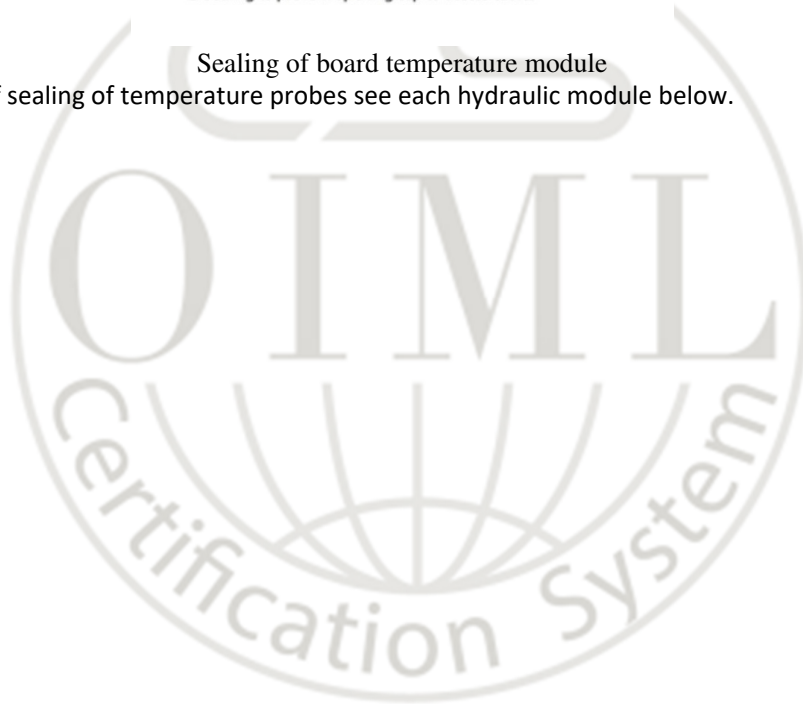 Sealing of board temperature module
sealing of temperature probes see each hydraulic module below.
OIML
Certification System